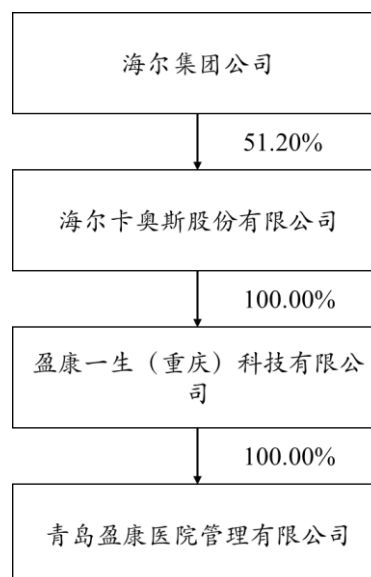 海尔集团公司
51.20%
海尔卡奥斯股份有限公司
100.00%
盈康一生（重庆）科技有限公
司
100.00%
青岛盈康医院管理有限公司